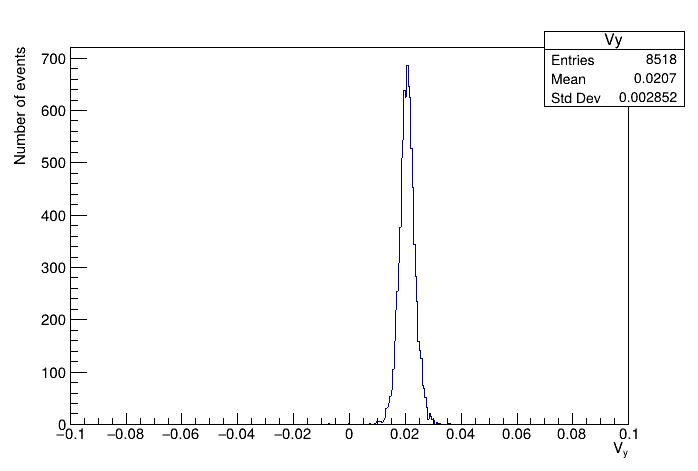 Vy
Entries 8518
Mean 0.0207
Std Dev 0.002852
Number of events
700
600
500
400
300
200
100
0
−0.1 −0.08 −0.06 −0.04 −0.02 0 0.02 0.04 0.06 0.08 0.1
Vy